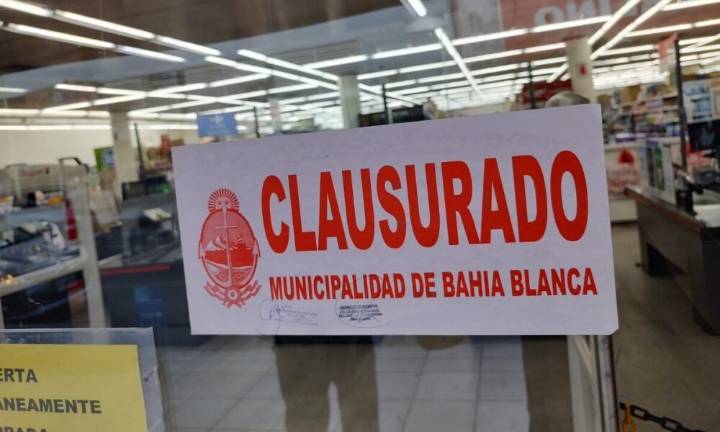 CLAUSURADO
MUNICIPALIDAD DE BAHIA BLANCA
ERTA
ANEAMENTE